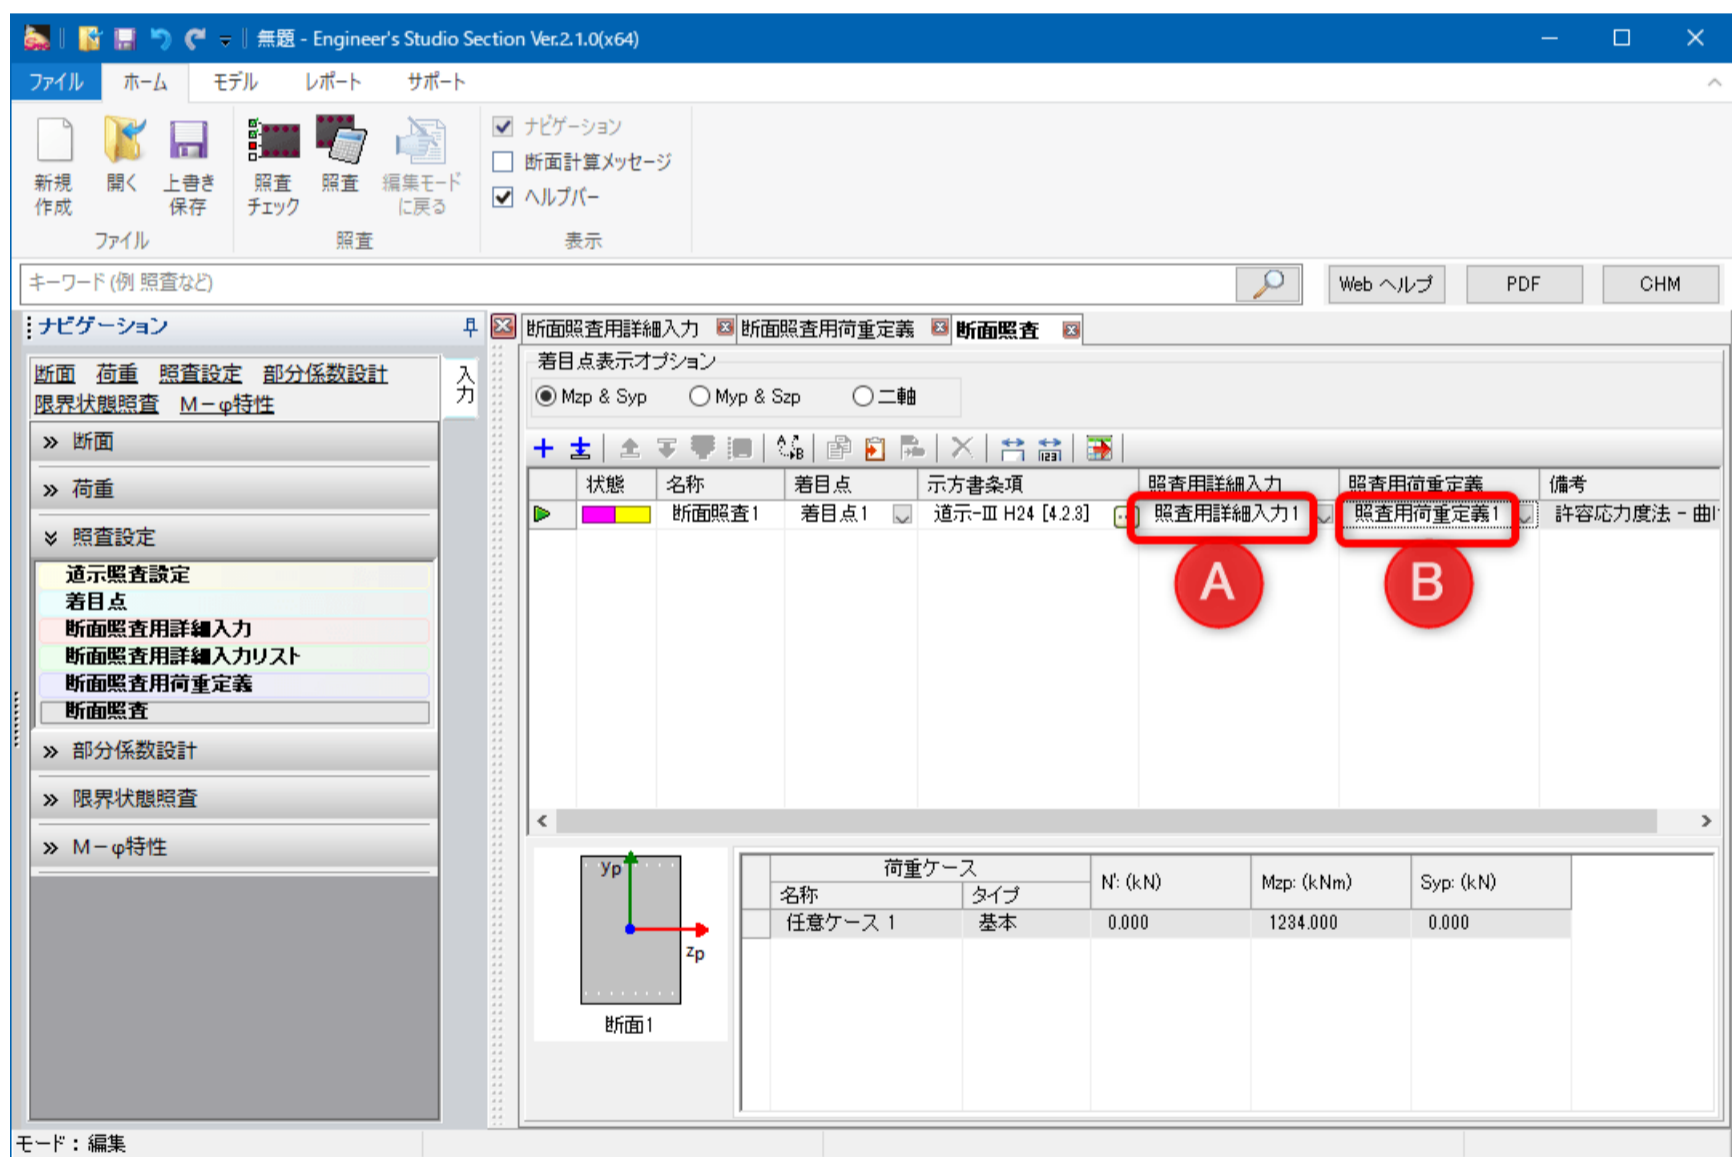 無題 - Engineer's Studio Section Ver.2.1.0(x64)
ファイル ホーム モデル レポート サポート
新規作成
開く
上書き保存
照査チェック
照査
編集モードに戻る
ナビゲーション
断面計算メッセージ
ヘルプバー
ファイル 照査 表示
キーワード (例 照査など)
Web ヘルプ PDF CHM
ナビゲーション
断面 荷重 照査設定 部分係数設計
限界状態照査 M－φ特性
入力
断面
荷重
照査設定
道示照査設定
着目点
断面照査用詳細入力
断面照査用詳細入力リスト
断面照査用荷重定義
断面照査
部分係数設計
限界状態照査
M－φ特性
断面照査用詳細入力 断面照査用荷重定義 断面照査
着目点表示オプション
Mzp & Syp Myp & Szp 二軸
状態 名称 着目点 示方書条項 照査用詳細入力 照査用荷重定義 備考
断面照査1 着目点1 道示-Ⅲ H24 [4.2.3] 照査用詳細入力1 照査用荷重定義1 許容応力度法 - 曲げ
A B
yp
zp
断面1
荷重ケース N': (kN) Mzp: (kNm) Syp: (kN)
名称 タイプ
任意ケース 1 基本 0.000 1234.000 0.000
モード：編集